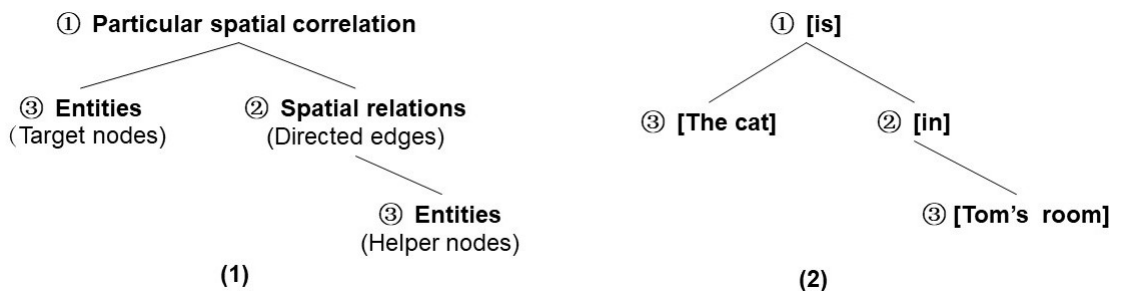 ① Particular spatial correlation
③ Entities
(Target nodes)
② Spatial relations
(Directed edges)
③ Entities
(Helper nodes)
(1)
① [is]
③ [The cat]
② [in]
③ [Tom’s room]
(2)